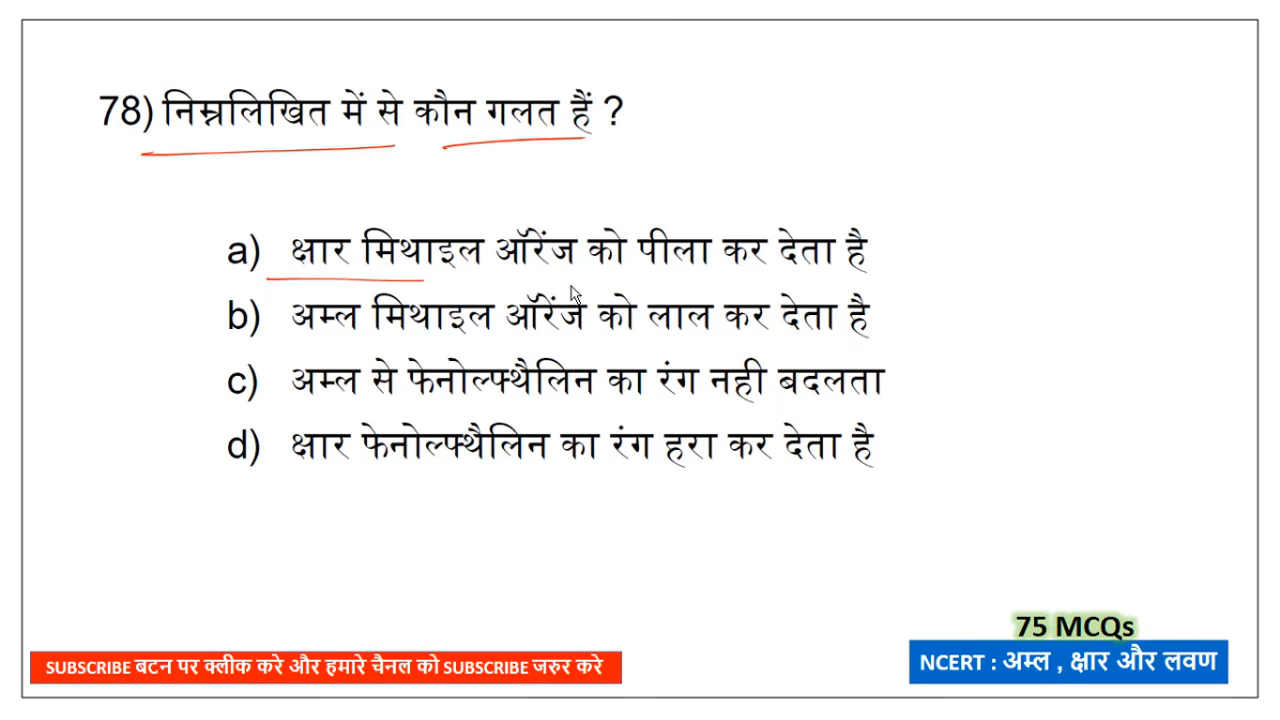 78) निम्नलिखित में से कौन गलत हैं ?
a) क्षार मिथाइल ऑरेंज को पीला कर देता है
b) अम्ल मिथाइल ऑरेंज को लाल कर देता है
c) अम्ल से फेनोल्फ्थैलिन का रंग नही बदलता
d) क्षार फेनोल्फ्थैलिन का रंग हरा कर देता है
75 MCQs
SUBSCRIBE बटन पर क्लीक करे और हमारे चैनल को SUBSCRIBE जरुर करे
NCERT : अम्ल , क्षार और लवण